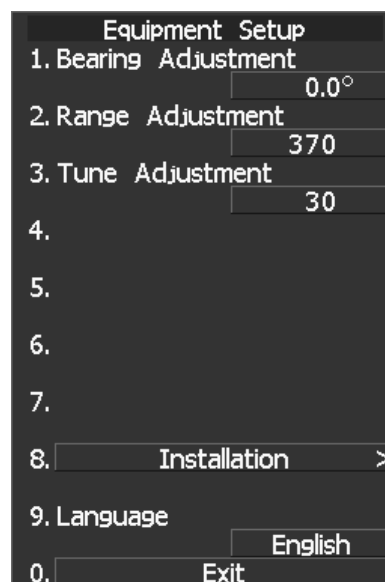 Equipment Setup
1. Bearing Adjustment
0.0°
2. Range Adjustment
370
3. Tune Adjustment
30
4.
5.
6.
7.
8. Installation >
9. Language
English
0. Exit